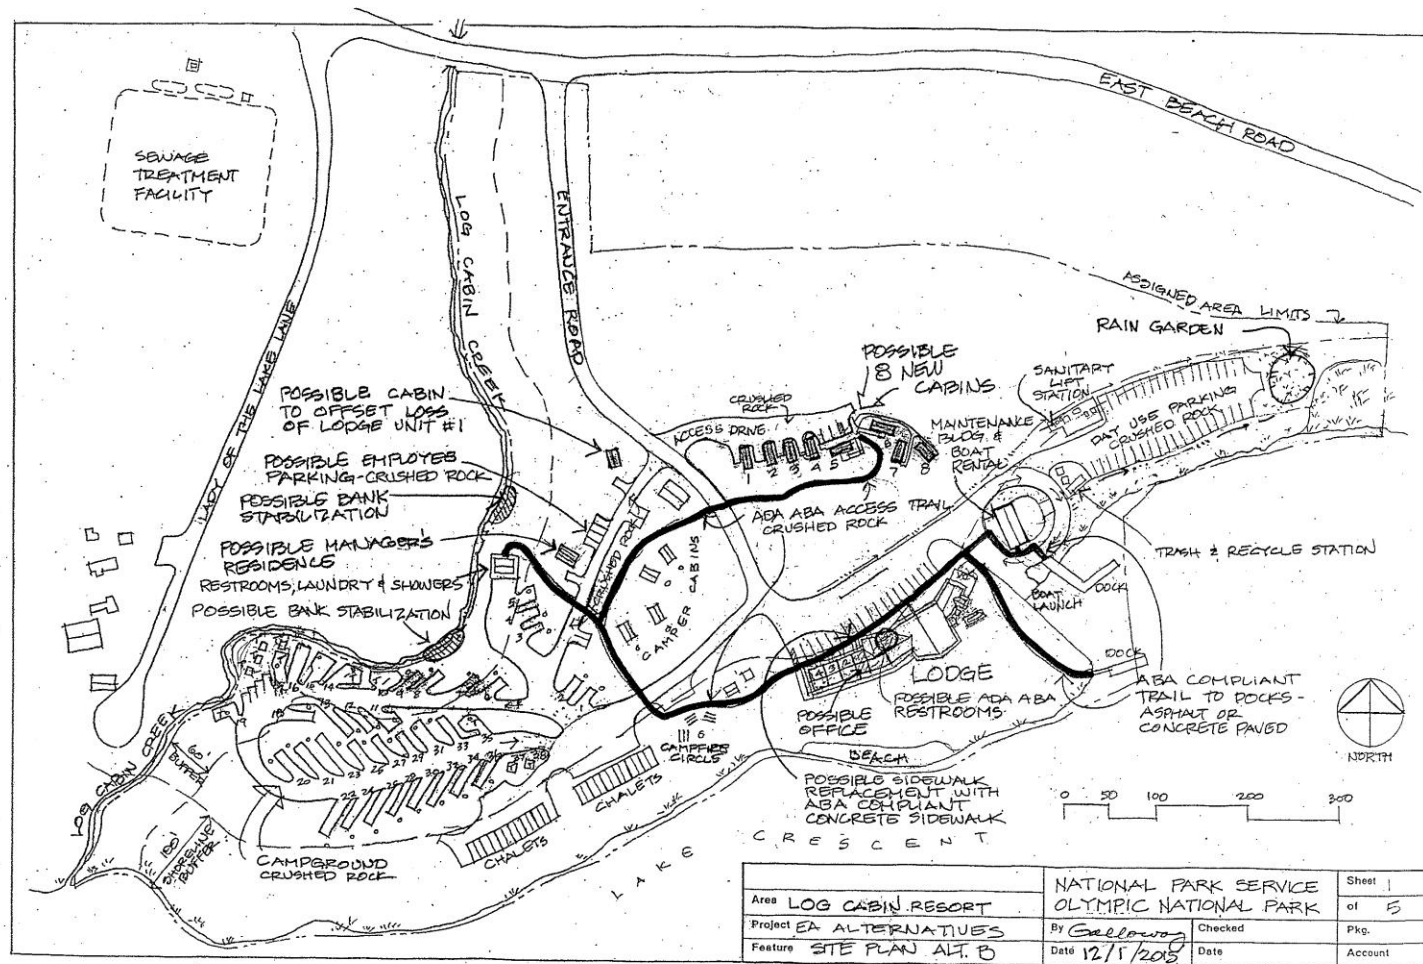 EAST BEACH ROAD
SEWAGE
TREATMENT
FACILITY
LOG CABIN CREEK
ENTRANCE ROAD
LADY OF THE LAKE LANE
ASSIGNED AREA LIMITS
RAIN GARDEN
POSSIBLE
8 NEW
CABINS
SANITARY
LIFT
STATION
CRUSHED
ROCK
ACCESS DRIVE
DAY USE PARKING
CRUSHED ROCK
MAINTENANCE
BLDG. &
BOAT
RENTAL
POSSIBLE CABIN
TO OFFSET LOSS
OF LODGE UNIT #1
POSSIBLE EMPLOYEE
PARKING-CRUSHED ROCK
POSSIBLE BANK
STABILIZATION
POSSIBLE MANAGER'S
RESIDENCE
RESTROOMS, LAUNDRY & SHOWERS
POSSIBLE BANK STABILIZATION
1 2 3 4 5 6 7 8
ADA ABA ACCESS TRAIL
CRUSHED ROCK
CRUSHED ROCK
CAMPER CABINS
TRASH & RECYCLE STATION
BOAT
LAUNCH
DOCK
DOCK
ABA COMPLIANT
TRAIL TO DOCKS-
ASPHALT OR
CONCRETE PAVED
LODGE
POSSIBLE ADA ABA
RESTROOMS
POSSIBLE
OFFICE
CAMPFIRE
CIRCLE
BEACH
POSSIBLE SIDEWALK
REPLACEMENT WITH
ABA COMPLIANT
CONCRETE SIDEWALK
CHALETS
CHALETS
LOG CABIN CREEK
60'
BUFFER
150'
SHORELINE
BUFFER
CAMPGROUND
CRUSHED ROCK
LAKE CRESCENT
NORTH
0 50 100 200 300
Area LOG CABIN RESORT
Project EA ALTERNATIVES
Feature SITE PLAN ALT. B
NATIONAL PARK SERVICE
OLYMPIC NATIONAL PARK
By Galloway Checked
Date 12/1/2015 Date
Sheet 1
of 5
Pkg.
Account